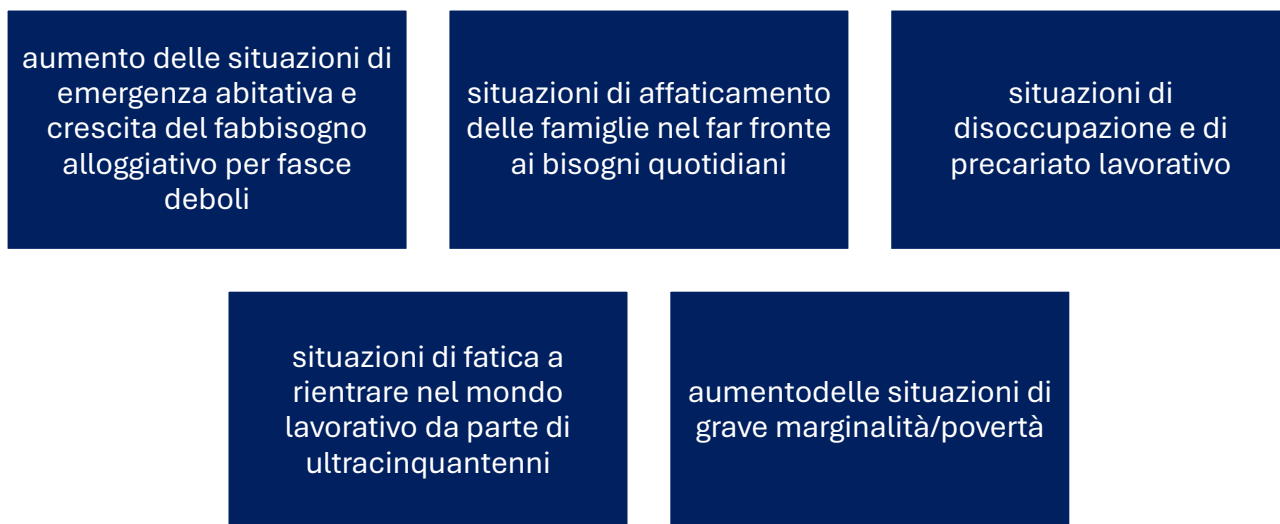 aumento delle situazioni di
emergenza abitativa e
crescita del fabbisogno
alloggiativo per fasce
deboli
situazioni di affaticamento
delle famiglie nel far fronte
ai bisogni quotidiani
situazioni di
disoccupazione e di
precariato lavorativo
situazioni di fatica a
rientrare nel mondo
lavorativo da parte di
ultracinquantenni
aumentodelle situazioni di
grave marginalità/povertà